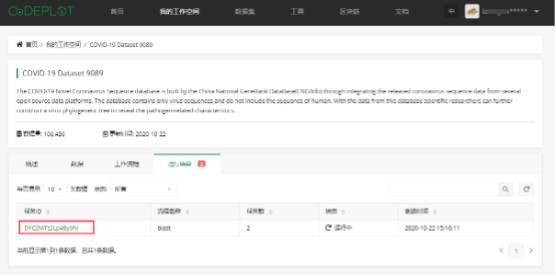 CODEPLOT 首页 我的工作空间 数据集 工具 区块链 文档 中
首页 / 我的工作空间 / COVID-19 Dataset 9089
COVID-19 Dataset 9089
The COVID-19 Novel Coronavirus Sequence database is built by the China National GeneBank DataBase(CNGBdb) through integrating the released coronavirus sequence data from several
open source data platforms. The database contains only virus sequences and do not include the sequence of human. With the data from this database scientific researchers can further
construct a virus phylogenetic tree to reveal the pathogen-related characteristics.
数据量: 106,436 更新时间: 2020-10-22
概述 数据 工作流程 运行结果
每页显示 10 条数据 状态: 所有
任务ID 流程名称 任务数 状态 创建时间
DYC2MTz2Lp48y0N blast 2 运行中 2020-10-22 15:18:11
当前显示第1到1条数据，总共1条数据。 1